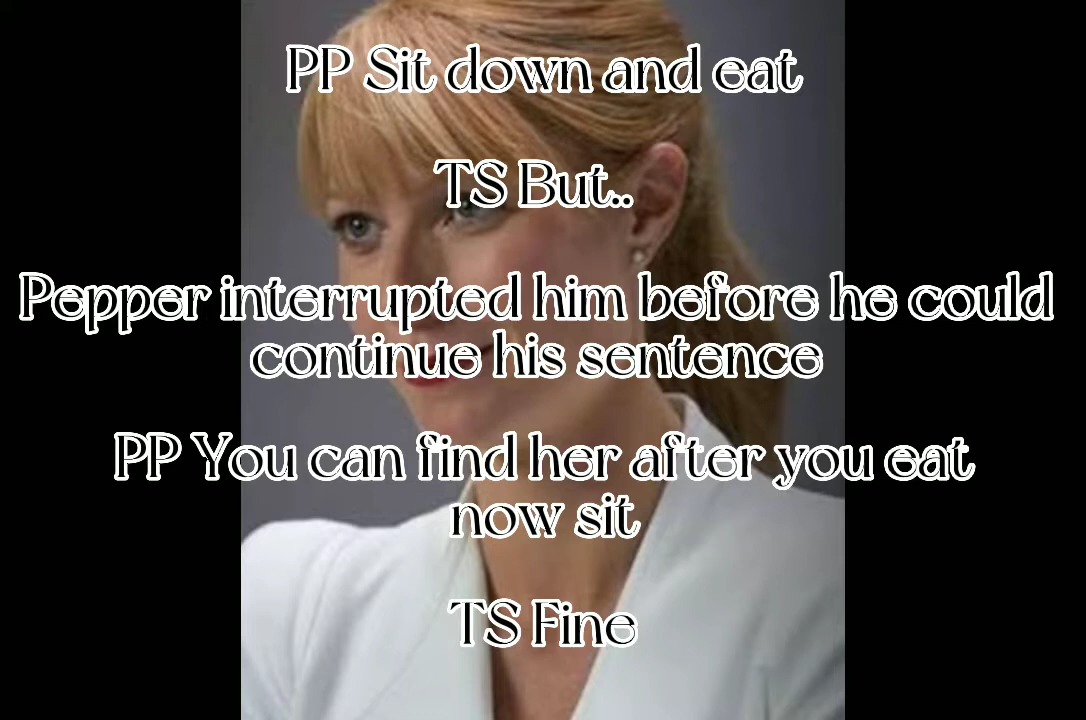 PP Sit down and eat
TS But..
Pepper interrupted him before he could
continue his sentence
PP You can find her after you eat
now sit
TS Fine